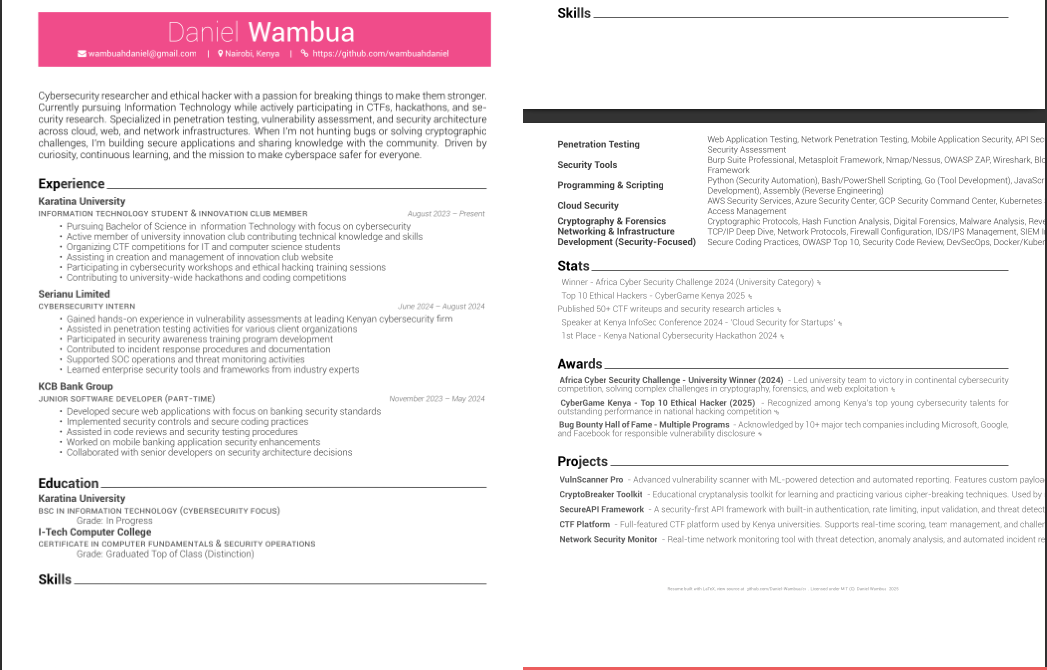 Daniel Wambua
wambuahdaniel@gmail.com | Nairobi, Kenya | https://github.com/wambuahdaniel
Cybersecurity researcher and ethical hacker with a passion for breaking things to make them stronger.
Currently pursuing Information Technology while actively participating in CTFs, hackathons, and se-
curity research. Specialized in penetration testing, vulnerability assessment, and security architecture
across cloud, web, and network infrastructures. When I'm not hunting bugs or solving cryptographic
challenges, I'm building secure applications and sharing knowledge with the community. Driven by
curiosity, continuous learning, and the mission to make cyberspace safer for everyone.
Experience
Karatina University
INFORMATION TECHNOLOGY STUDENT & INNOVATION CLUB MEMBER August 2023 – Present
• Pursuing Bachelor of Science in Information Technology with focus on cybersecurity
• Active member of university innovation club contributing technical knowledge and skills
• Organizing CTF competitions for IT and computer science students
• Assisting in creation and management of innovation club website
• Participating in cybersecurity workshops and ethical hacking training sessions
• Contributing to university-wide hackathons and coding competitions
Serianu Limited
CYBERSECURITY INTERN June 2024 – August 2024
• Gained hands-on experience in vulnerability assessments at leading Kenyan cybersecurity firm
• Assisted in penetration testing activities for various client organizations
• Participated in security awareness training program development
• Contributed to incident response procedures and documentation
• Supported SOC operations and threat monitoring activities
• Learned enterprise security tools and frameworks from industry experts
KCB Bank Group
JUNIOR SOFTWARE DEVELOPER (PART-TIME) November 2023 – May 2024
• Developed secure web applications with focus on banking security standards
• Implemented security controls and secure coding practices
• Assisted in code reviews and security testing procedures
• Worked on mobile banking application security enhancements
• Collaborated with senior developers on security architecture decisions
Education
Karatina University
BSC IN INFORMATION TECHNOLOGY (CYBERSECURITY FOCUS)
Grade: In Progress
I-Tech Computer College
CERTIFICATE IN COMPUTER FUNDAMENTALS & SECURITY OPERATIONS
Grade: Graduated Top of Class (Distinction)
Skills
Skills
Penetration Testing Web Application Testing, Network Penetration Testing, Mobile Application Security, API Sec
Security Assessment
Security Tools Burp Suite Professional, Metasploit Framework, Nmap/Nessus, OWASP ZAP, Wireshark, Blo
Framework
Programming & Scripting Python (Security Automation), Bash/PowerShell Scripting, Go (Tool Development), JavaScr
Development), Assembly (Reverse Engineering)
Cloud Security AWS Security Services, Azure Security Center, GCP Security Command Center, Kubernetes
Access Management
Cryptography & Forensics Cryptographic Protocols, Hash Function Analysis, Digital Forensics, Malware Analysis, Reve
Networking & Infrastructure TCP/IP Deep Dive, Network Protocols, Firewall Configuration, IDS/IPS Management, SIEM I
Development (Security-Focused) Secure Coding Practices, OWASP Top 10, Security Code Review, DevSecOps, Docker/Kuber
Stats
Winner - Africa Cyber Security Challenge 2024 (University Category)
Top 10 Ethical Hackers - CyberGame Kenya 2025
Published 50+ CTF writeups and security research articles
Speaker at Kenya InfoSec Conference 2024 - 'Cloud Security for Startups'
1st Place - Kenya National Cybersecurity Hackathon 2024
Awards
Africa Cyber Security Challenge - University Winner (2024) - Led university team to victory in continental cybersecurity
competition, solving complex challenges in cryptography, forensics, and web exploitation
CyberGame Kenya - Top 10 Ethical Hacker (2025) - Recognized among Kenya's top young cybersecurity talents for
outstanding performance in national hacking competition
Bug Bounty Hall of Fame - Multiple Programs - Acknowledged by 10+ major tech companies including Microsoft, Google,
and Facebook for responsible vulnerability disclosure
Projects
VulnScanner Pro - Advanced vulnerability scanner with ML-powered detection and automated reporting. Features custom payloa
CryptoBreaker Toolkit - Educational cryptanalysis toolkit for learning and practicing various cipher-breaking techniques. Used by
SecureAPI Framework - A security-first API framework with built-in authentication, rate limiting, input validation, and threat detect
CTF Platform - Full-featured CTF platform used by Kenya universities. Supports real-time scoring, team management, and challen
Network Security Monitor - Real-time network monitoring tool with threat detection, anomaly analysis, and automated incident re